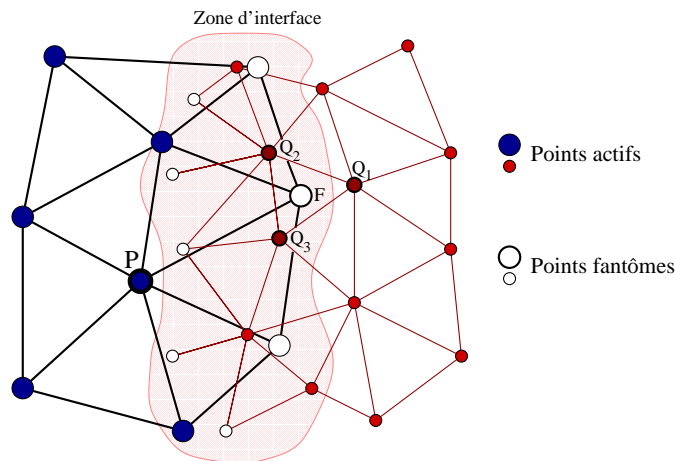 Zone d'interface
Q2
Points actifs
Q1
F
Q3
P
Points fantômes